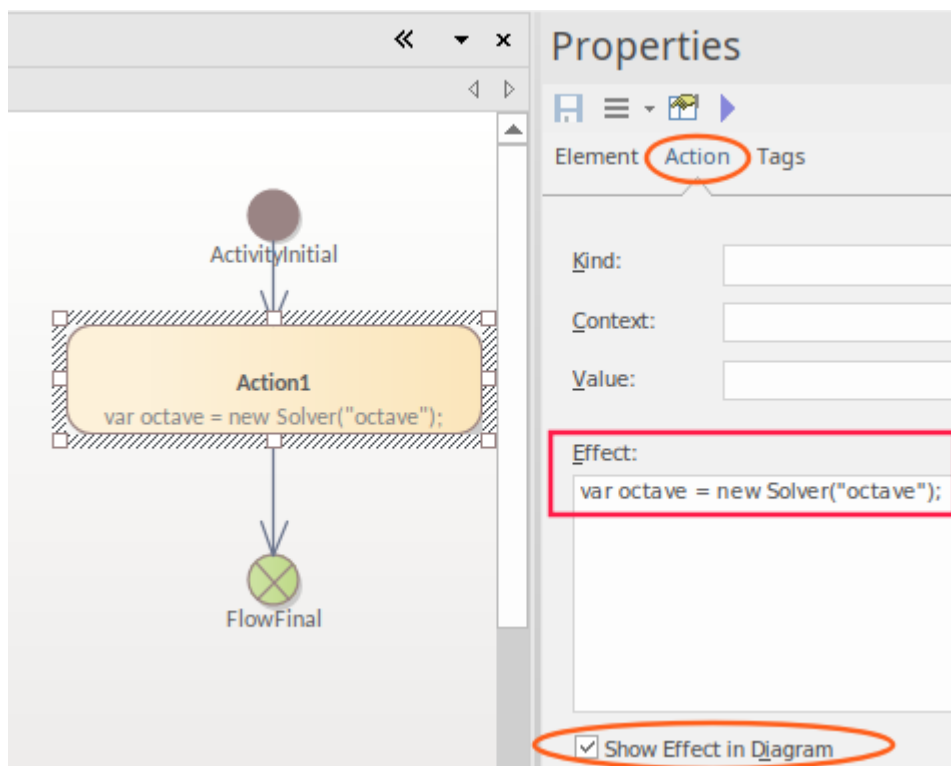 Properties
Element Action Tags
ActivityInitial
Action1
var octave = new Solver("octave");
FlowFinal
Kind:
Context:
Value:
Effect:
var octave = new Solver("octave");
Show Effect in Diagram